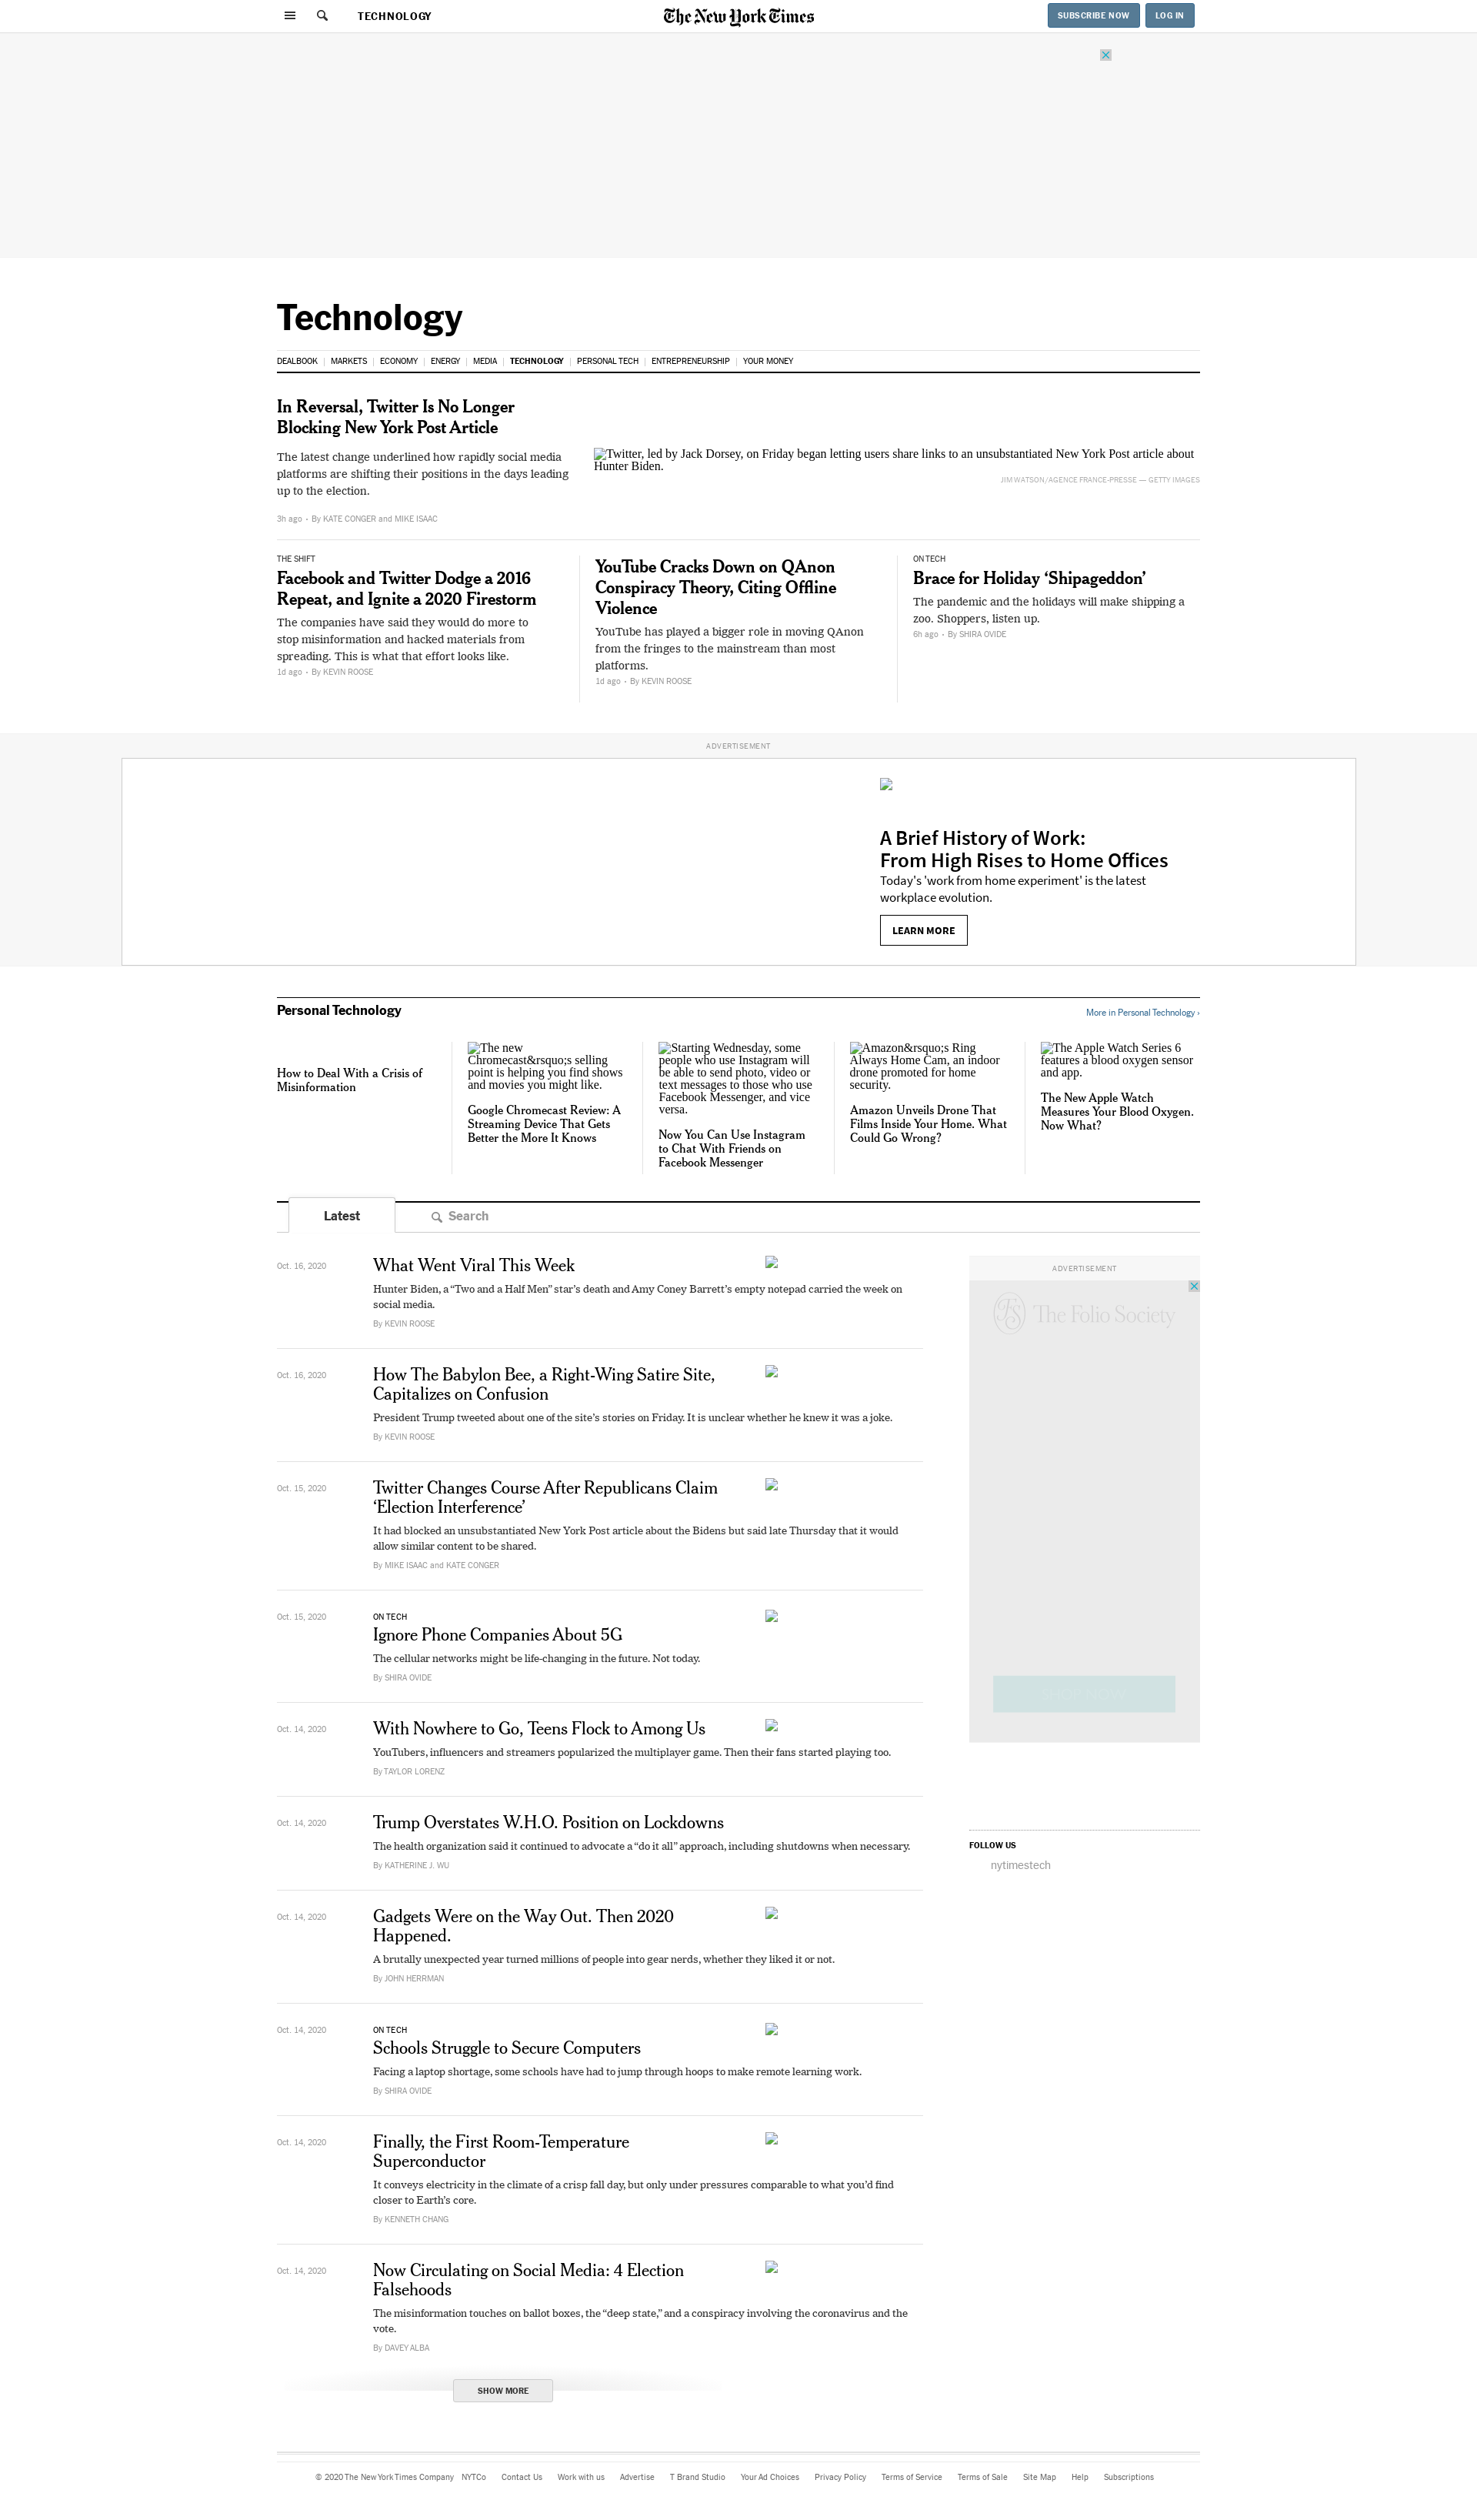 TECHNOLOGY
The New York Times
SUBSCRIBE NOW
LOG IN
Technology
DEALBOOK
MARKETS
ECONOMY
ENERGY
MEDIA
TECHNOLOGY
PERSONAL TECH
ENTREPRENEURSHIP
YOUR MONEY
In Reversal, Twitter Is No Longer
Blocking New York Post Article
The latest change underlined how rapidly social media
platforms are shifting their positions in the days leading
up to the election.
3h ago • By KATE CONGER and MIKE ISAAC
Twitter, led by Jack Dorsey, on Friday began letting users share links to an unsubstantiated New York Post article about
Hunter Biden.
JIM WATSON/AGENCE FRANCE-PRESSE — GETTY IMAGES
THE SHIFT
Facebook and Twitter Dodge a 2016
Repeat, and Ignite a 2020 Firestorm
The companies have said they would do more to
stop misinformation and hacked materials from
spreading. This is what that effort looks like.
1d ago • By KEVIN ROOSE
YouTube Cracks Down on QAnon
Conspiracy Theory, Citing Offline
Violence
YouTube has played a bigger role in moving QAnon
from the fringes to the mainstream than most
platforms.
1d ago • By KEVIN ROOSE
ON TECH
Brace for Holiday ‘Shipageddon’
The pandemic and the holidays will make shipping a
zoo. Shoppers, listen up.
6h ago • By SHIRA OVIDE
ADVERTISEMENT
A Brief History of Work:
From High Rises to Home Offices
Today's 'work from home experiment' is the latest
workplace evolution.
LEARN MORE
Personal Technology
More in Personal Technology ›
How to Deal With a Crisis of
Misinformation
The new
Chromecast&rsquo;s selling
point is helping you find shows
and movies you might like.
Google Chromecast Review: A
Streaming Device That Gets
Better the More It Knows
Starting Wednesday, some
people who use Instagram will
be able to send photo, video or
text messages to those who use
Facebook Messenger, and vice
versa.
Now You Can Use Instagram
to Chat With Friends on
Facebook Messenger
Amazon&rsquo;s Ring
Always Home Cam, an indoor
drone promoted for home
security.
Amazon Unveils Drone That
Films Inside Your Home. What
Could Go Wrong?
The Apple Watch Series 6
features a blood oxygen sensor
and app.
The New Apple Watch
Measures Your Blood Oxygen.
Now What?
Latest
Search
Oct. 16, 2020
What Went Viral This Week
Hunter Biden, a “Two and a Half Men” star’s death and Amy Coney Barrett’s empty notepad carried the week on
social media.
By KEVIN ROOSE
Oct. 16, 2020
How The Babylon Bee, a Right-Wing Satire Site,
Capitalizes on Confusion
President Trump tweeted about one of the site’s stories on Friday. It is unclear whether he knew it was a joke.
By KEVIN ROOSE
Oct. 15, 2020
Twitter Changes Course After Republicans Claim
‘Election Interference’
It had blocked an unsubstantiated New York Post article about the Bidens but said late Thursday that it would
allow similar content to be shared.
By MIKE ISAAC and KATE CONGER
Oct. 15, 2020
ON TECH
Ignore Phone Companies About 5G
The cellular networks might be life-changing in the future. Not today.
By SHIRA OVIDE
Oct. 14, 2020
With Nowhere to Go, Teens Flock to Among Us
YouTubers, influencers and streamers popularized the multiplayer game. Then their fans started playing too.
By TAYLOR LORENZ
Oct. 14, 2020
Trump Overstates W.H.O. Position on Lockdowns
The health organization said it continued to advocate a “do it all” approach, including shutdowns when necessary.
By KATHERINE J. WU
Oct. 14, 2020
Gadgets Were on the Way Out. Then 2020
Happened.
A brutally unexpected year turned millions of people into gear nerds, whether they liked it or not.
By JOHN HERRMAN
Oct. 14, 2020
ON TECH
Schools Struggle to Secure Computers
Facing a laptop shortage, some schools have had to jump through hoops to make remote learning work.
By SHIRA OVIDE
Oct. 14, 2020
Finally, the First Room-Temperature
Superconductor
It conveys electricity in the climate of a crisp fall day, but only under pressures comparable to what you’d find
closer to Earth’s core.
By KENNETH CHANG
Oct. 14, 2020
Now Circulating on Social Media: 4 Election
Falsehoods
The misinformation touches on ballot boxes, the “deep state,” and a conspiracy involving the coronavirus and the
vote.
By DAVEY ALBA
SHOW MORE
ADVERTISEMENT
The Folio Society
FOLLOW US
nytimestech
© 2020 The New York Times Company
NYTCo
Contact Us
Work with us
Advertise
T Brand Studio
Your Ad Choices
Privacy Policy
Terms of Service
Terms of Sale
Site Map
Help
Subscriptions